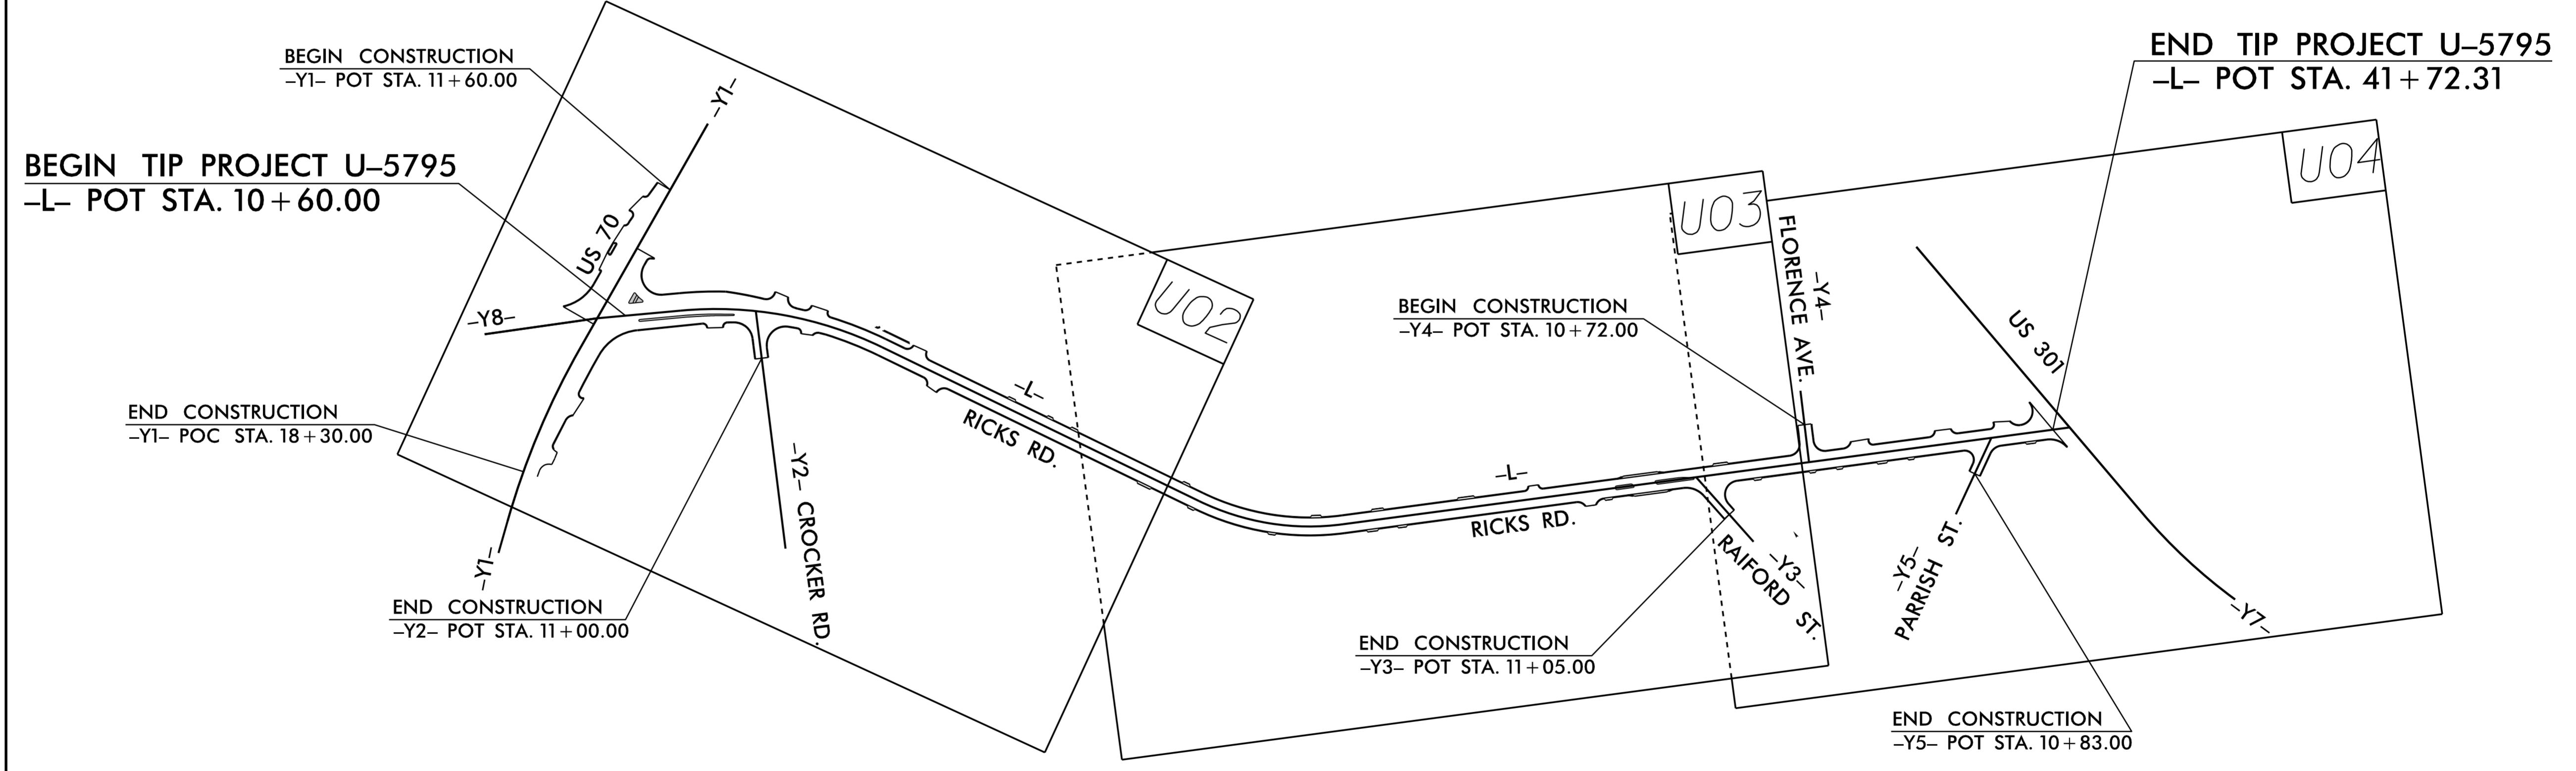 BEGIN CONSTRUCTION
–Y1– POT STA. 11+60.00
BEGIN TIP PROJECT U–5795
–L– POT STA. 10+60.00
END TIP PROJECT U–5795
–L– POT STA. 41+72.31
–Y1–
US 70
–Y8–
U02
U03
U04
FLORENCE AVE.
–Y4–
BEGIN CONSTRUCTION
–Y4– POT STA. 10+72.00
US 301
END CONSTRUCTION
–Y1– POC STA. 18+30.00
–L–
RICKS RD.
–Y2– CROCKER RD.
–L–
RICKS RD.
–Y1–
END CONSTRUCTION
–Y2– POT STA. 11+00.00
–Y3–
RAIFORD ST.
–Y5–
PARRISH ST.
–Y7–
END CONSTRUCTION
–Y3– POT STA. 11+05.00
END CONSTRUCTION
–Y5– POT STA. 10+83.00